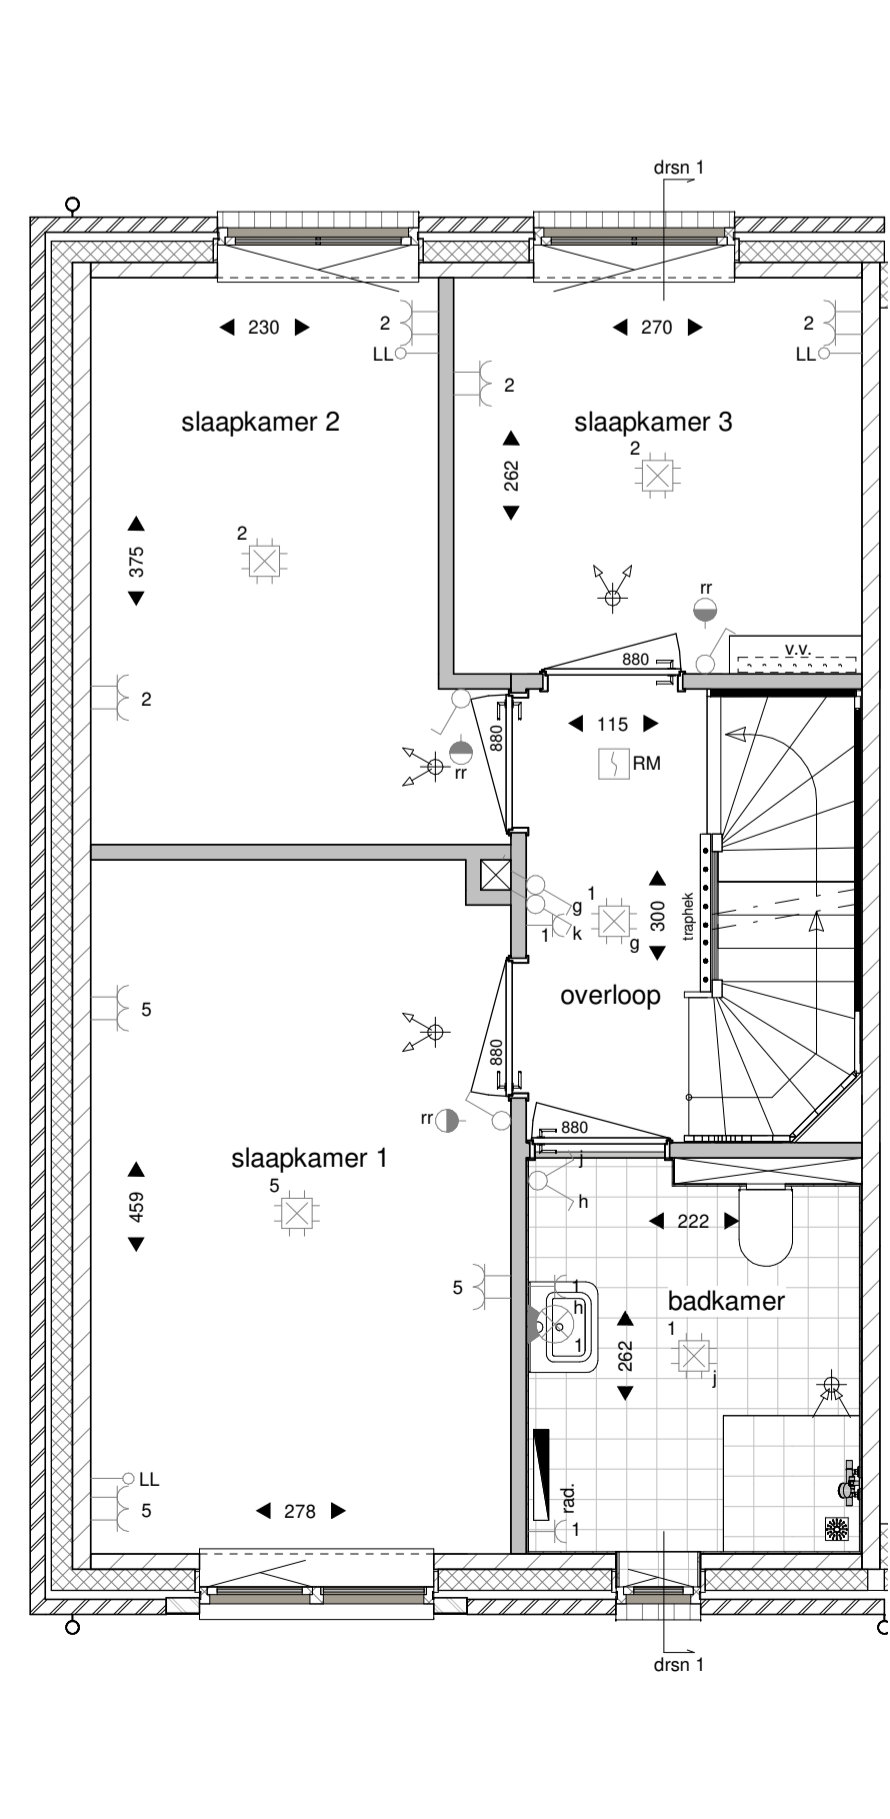 drsn 1
2
230
270
2
LL
LL
2
slaapkamer 2
slaapkamer 3
2
262
2
375
rr
v.v.
880
2
115
880
RM
rr
1
g
300
traphek
1
k
g
overloop
5
880
rr
880
j
slaapkamer 1
h
5
459
222
5
1
badkamer
h
1
1
262
j
LL
rad.
5
278
1
drsn 1